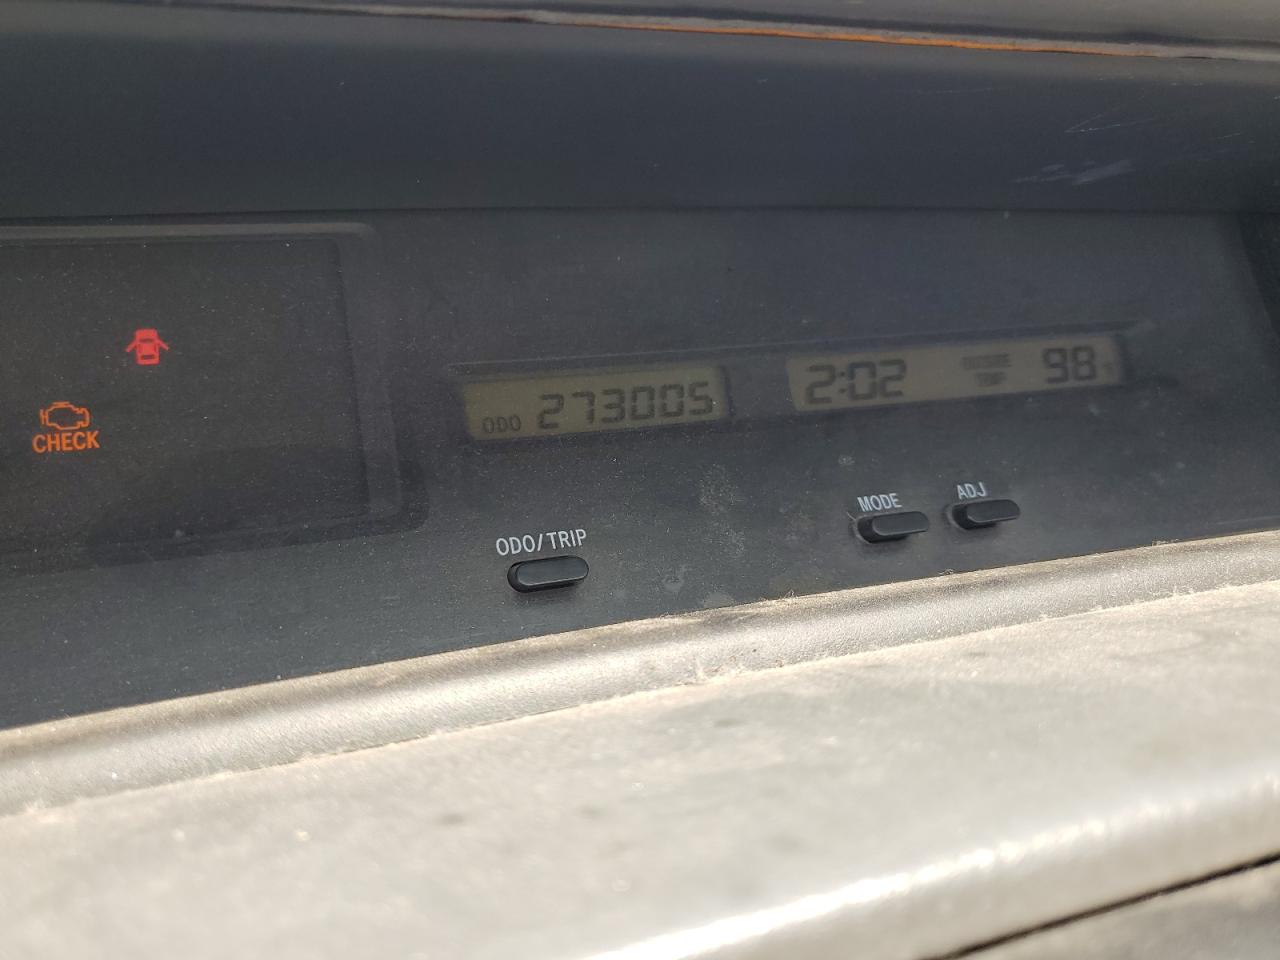 CHECK
ODO 273005
2:02
98
ODO/TRIP
MODE
ADJ